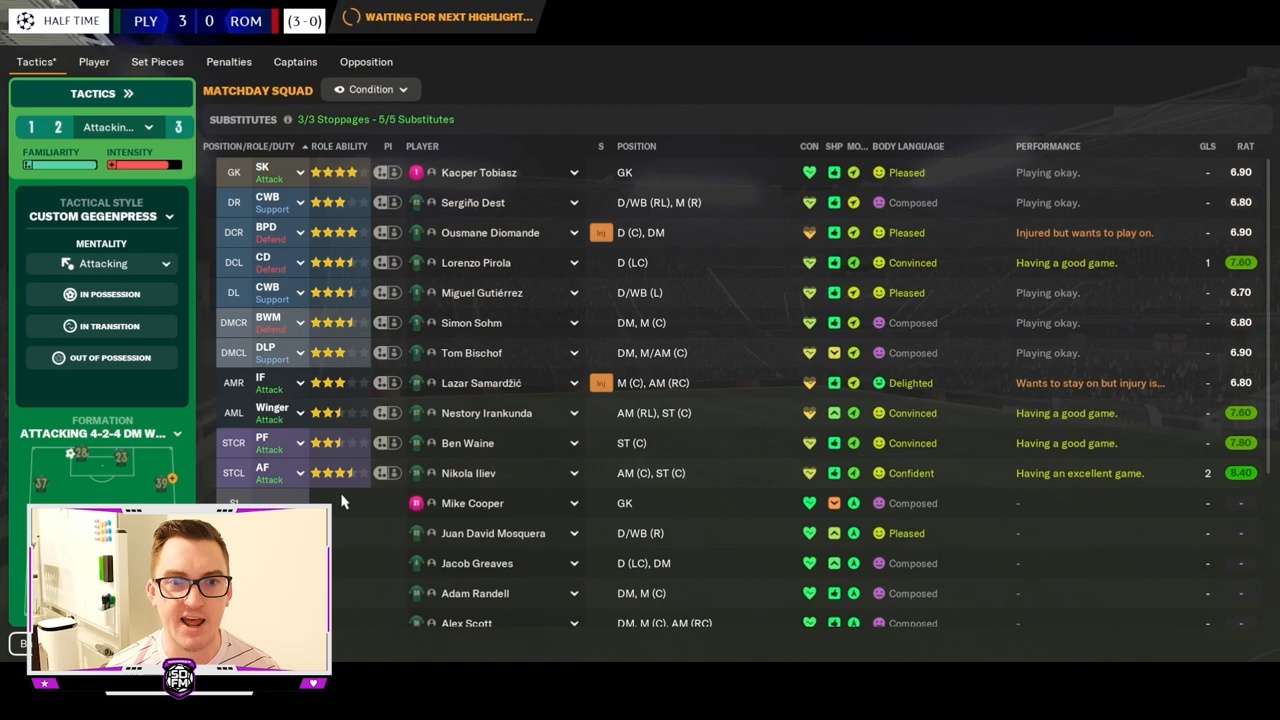 HALF TIME PLY 3 0 ROM (3-0) WAITING FOR NEXT HIGHLIGHT...
Tactics* Player Set Pieces Penalties Captains Opposition
TACTICS
1 2 Attackin... 3
FAMILIARITY INTENSITY
TACTICAL STYLE
CUSTOM GEGENPRESS
MENTALITY
Attacking
IN POSSESSION
IN TRANSITION
OUT OF POSSESSION
FORMATION
ATTACKING 4-2-4 DM W...
28 23
37 39
MATCHDAY SQUAD Condition
SUBSTITUTES 3/3 Stoppages - 5/5 Substitutes
POSITION/ROLE/DUTY ROLE ABILITY PI PLAYER S POSITION CON SHP MO... BODY LANGUAGE PERFORMANCE GLS RAT
GK SK Attack Kacper Tobiasz GK Pleased Playing okay. - 6.90
DR CWB Support Sergiño Dest D/WB (RL), M (R) Composed Playing okay. - 6.80
DCR BPD Defend Ousmane Diomande Inj D (C), DM Pleased Injured but wants to play on. - 6.90
DCL CD Defend Lorenzo Pirola D (LC) Convinced Having a good game. 1 7.60
DL CWB Support Miguel Gutiérrez D/WB (L) Pleased Playing okay. - 6.70
DMCR BWM Defend Simon Sohm DM, M (C) Composed Playing okay. - 6.80
DMCL DLP Support Tom Bischof DM, M/AM (C) Composed Playing okay. - 6.90
AMR IF Attack Lazar Samardžić Inj M (C), AM (RC) Delighted Wants to stay on but injury is... - 6.80
AML Winger Attack Nestory Irankunda AM (RL), ST (C) Convinced Having a good game. - 7.60
STCR PF Attack Ben Waine ST (C) Convinced Having a good game. - 7.80
STCL AF Attack Nikola Iliev AM (C), ST (C) Confident Having an excellent game. 2 8.40
S1 Mike Cooper GK Composed - - -
Juan David Mosquera D/WB (R) Pleased - - -
Jacob Greaves D (LC), DM Composed - - -
Adam Randell DM, M (C) Composed - - -
Alex Scott DM, M (C), AM (RC) Composed - - -
SD
FM